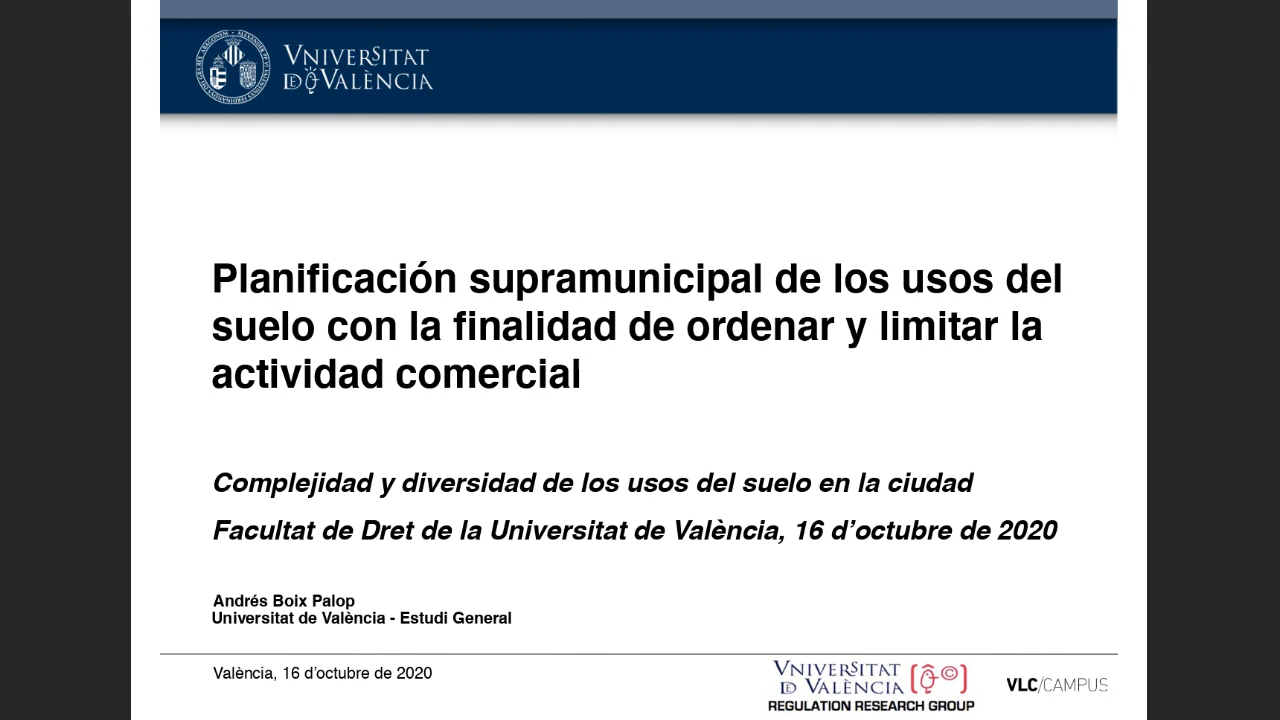 VNIVERSITAT
DE VALÈNCIA
Planificación supramunicipal de los usos del
suelo con la finalidad de ordenar y limitar la
actividad comercial
Complejidad y diversidad de los usos del suelo en la ciudad
Facultat de Dret de la Universitat de València, 16 d’octubre de 2020
Andrés Boix Palop
Universitat de València - Estudi General
València, 16 d’octubre de 2020
VNIVERSITAT
DE VALÈNCIA
REGULATION RESEARCH GROUP
VLC/CAMPUS